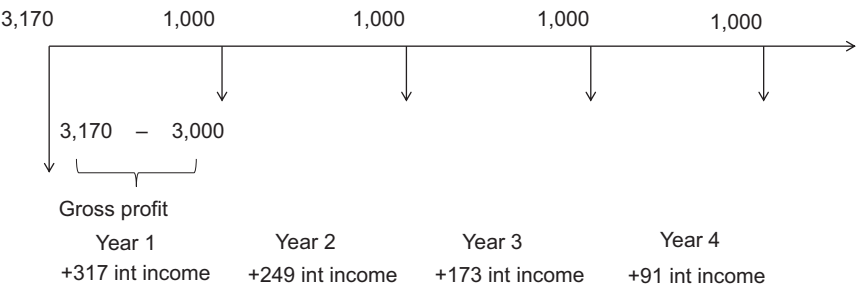 3,170 1,000 1,000 1,000 1,000
3,170 – 3,000
Gross profit
Year 1 Year 2 Year 3 Year 4
+317 int income +249 int income +173 int income +91 int income